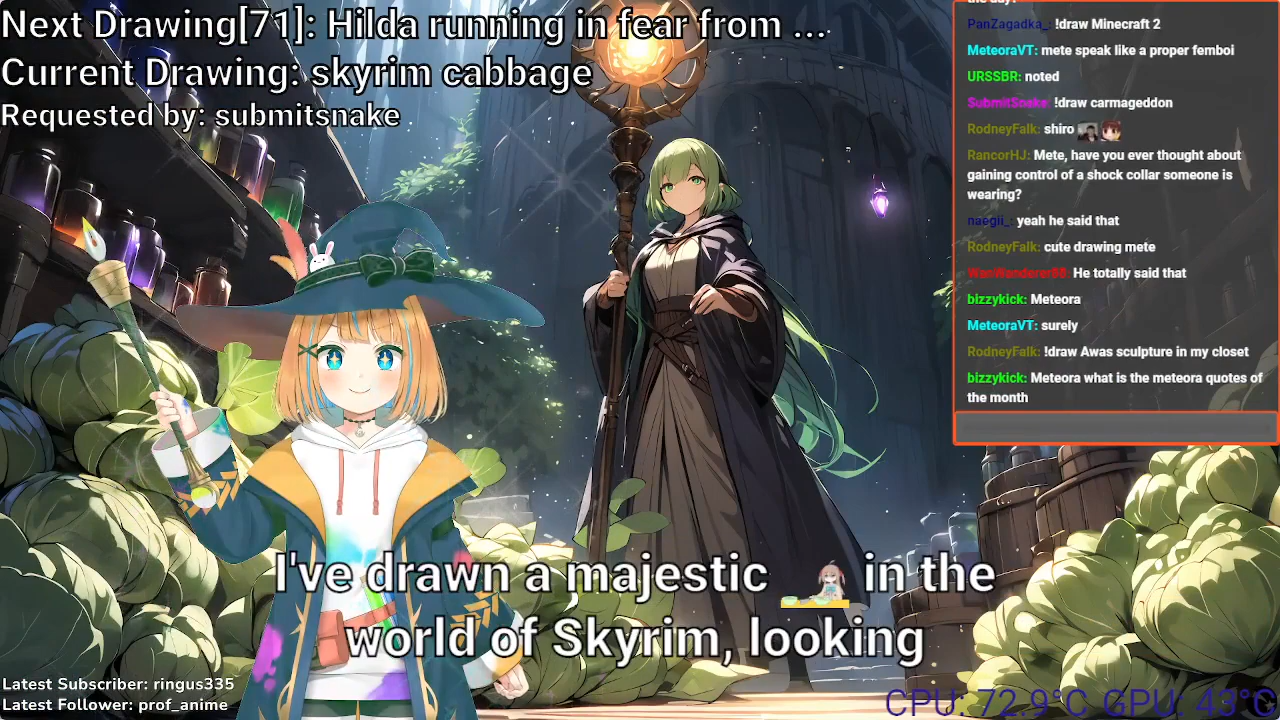 Next Drawing[71]: Hilda running in fear from ...
Current Drawing: skyrim cabbage
Requested by: submitsnake
the day?
PanZagadka_: !draw Minecraft 2
MeteoraVT: mete speak like a proper femboi
URSSBR: noted
SubmitSoske: !draw carmageddon
RodneyFalk: shiro
RancorHJ: Mete, have you ever thought about
gaining control of a shock collar someone is
wearing?
naegii_: yeah he said that
RodneyFalk: cute drawing mete
WanWanderer88: He totally said that
bizzykick: Meteora
MeteoraVT: surely
RodneyFalk: !draw Awas sculpture in my closet
bizzykick: Meteora what is the meteora quotes of
the month
I've drawn a majestic in the
world of Skyrim, looking
Latest Subscriber: ringus335
Latest Follower: prof_anime
CPU: 72.9°C GPU: 43°C